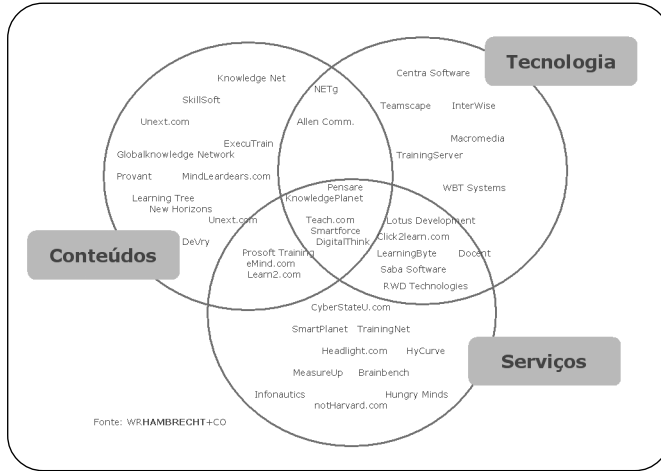 Tecnologia
Centra Software
Knowledge Net
NETg
SkillSoft
Teamscape InterWise
Unext.com
Allen Comm.
Macromedia
ExecuTrain
Globalknowledge Network
TrainingServer
Provant MindLeardears.com
Pensare
WBT Systems
KnowledgePlanet
Learning Tree
New Horizons
Unext.com
Teach.com
Lotus Development
Smartforce
Click2learn.com
DeVry
DigitalThink
Conteúdos
Prosoft Training
LearningByte Docent
eMind.com
Saba Software
Learn2.com
RWD Technologies
CyberStateU.com
SmartPlanet TrainingNet
Headlight.com HyCurve
Serviços
MeasureUp Brainbench
Infonautics
Hungry Minds
notHarvard.com
Fonte: WRHAMBRECHT+CO